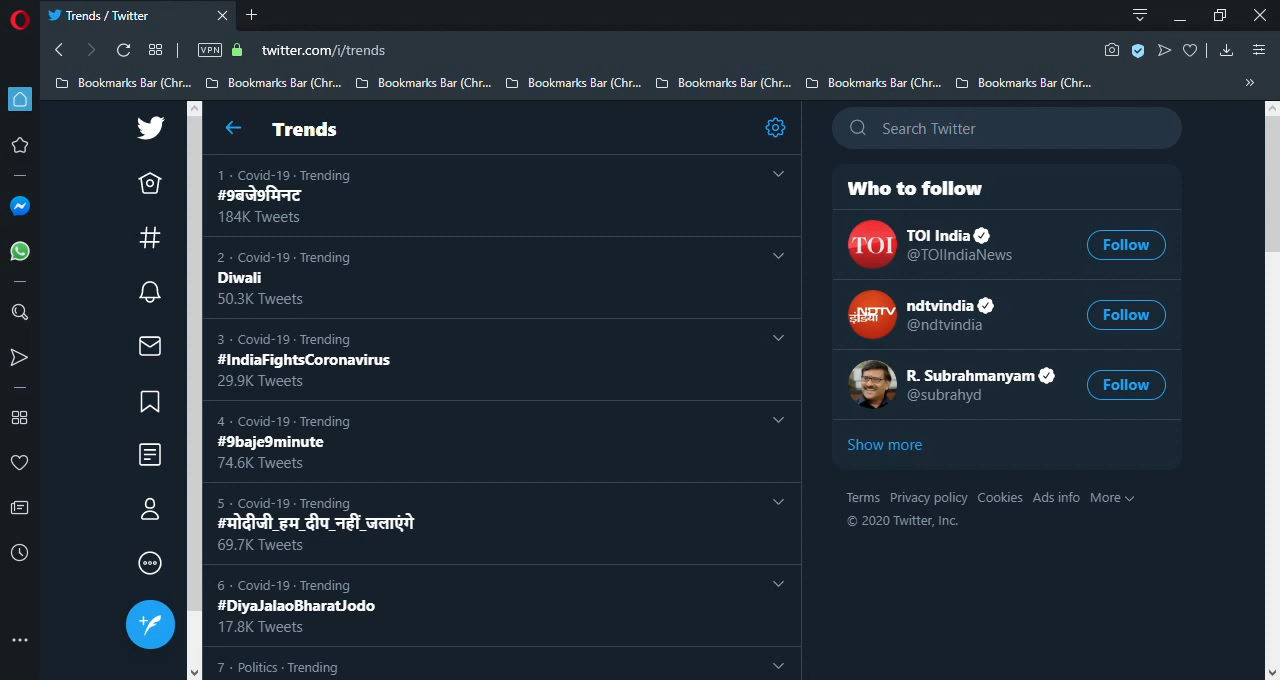 Trends / Twitter
VPN
twitter.com/i/trends
Bookmarks Bar (Chr...
Bookmarks Bar (Chr...
Bookmarks Bar (Chr...
Bookmarks Bar (Chr...
Bookmarks Bar (Chr...
Bookmarks Bar (Chr...
Bookmarks Bar (Chr...
Trends
1 · Covid-19 · Trending
#9बजे9मिनट
184K Tweets
2 · Covid-19 · Trending
Diwali
50.3K Tweets
3 · Covid-19 · Trending
#IndiaFightsCoronavirus
29.9K Tweets
4 · Covid-19 · Trending
#9baje9minute
74.6K Tweets
5 · Covid-19 · Trending
#मोदीजी_हम_दीप_नहीं_जलाएंगे
69.7K Tweets
6 · Covid-19 · Trending
#DiyaJalaoBharatJodo
17.8K Tweets
7 · Politics · Trending
Search Twitter
Who to follow
TOI
TOI India
@TOIIndiaNews
Follow
NDTV
इंडिया
ndtvindia
@ndtvindia
Follow
R. Subrahmanyam
@subrahyd
Follow
Show more
Terms Privacy policy Cookies Ads info More
© 2020 Twitter, Inc.